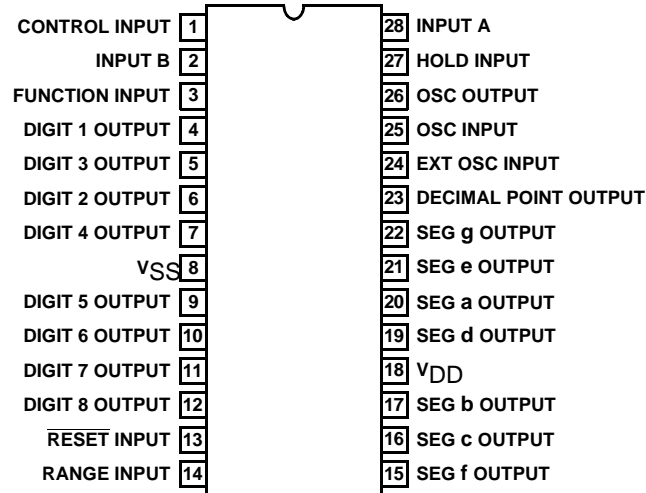 CONTROL INPUT 1 28 INPUT A
INPUT B 2 27 HOLD INPUT
FUNCTION INPUT 3 26 OSC OUTPUT
DIGIT 1 OUTPUT 4 25 OSC INPUT
DIGIT 3 OUTPUT 5 24 EXT OSC INPUT
DIGIT 2 OUTPUT 6 23 DECIMAL POINT OUTPUT
DIGIT 4 OUTPUT 7 22 SEG g OUTPUT
VSS 8 21 SEG e OUTPUT
DIGIT 5 OUTPUT 9 20 SEG a OUTPUT
DIGIT 6 OUTPUT 10 19 SEG d OUTPUT
DIGIT 7 OUTPUT 11 18 VDD
DIGIT 8 OUTPUT 12 17 SEG b OUTPUT
RESET INPUT 13 16 SEG c OUTPUT
RANGE INPUT 14 15 SEG f OUTPUT